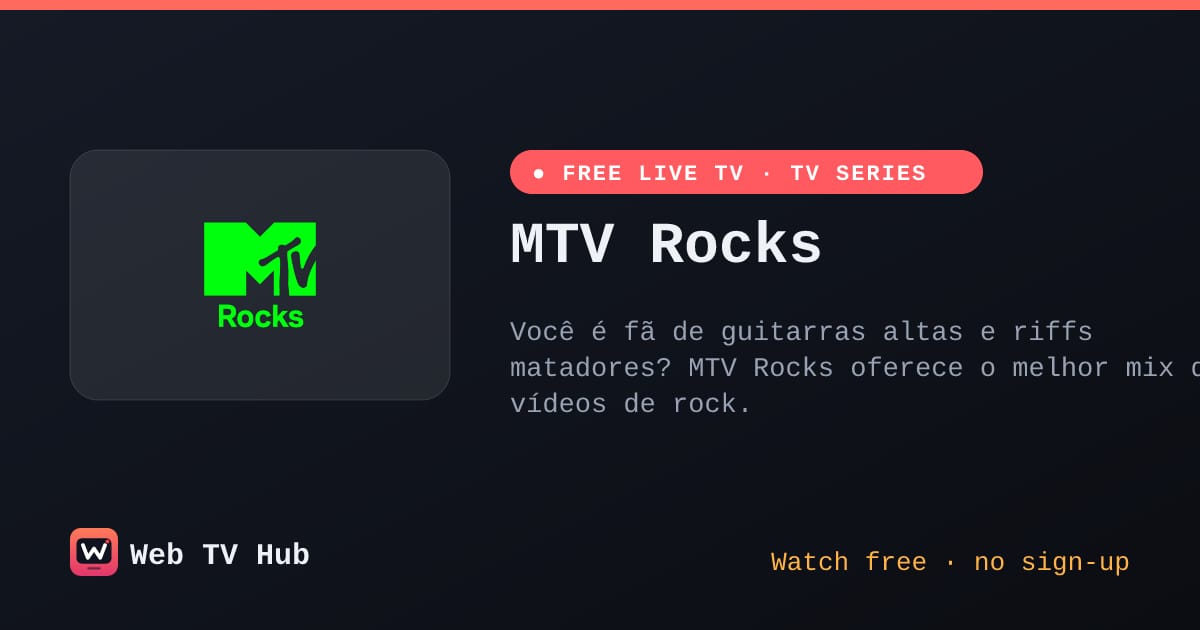 MTV
Rocks
● FREE LIVE TV · TV SERIES
MTV Rocks
Você é fã de guitarras altas e riffs
matadores? MTV Rocks oferece o melhor mix
vídeos de rock.
W
Web TV Hub
Watch free · no sign-up